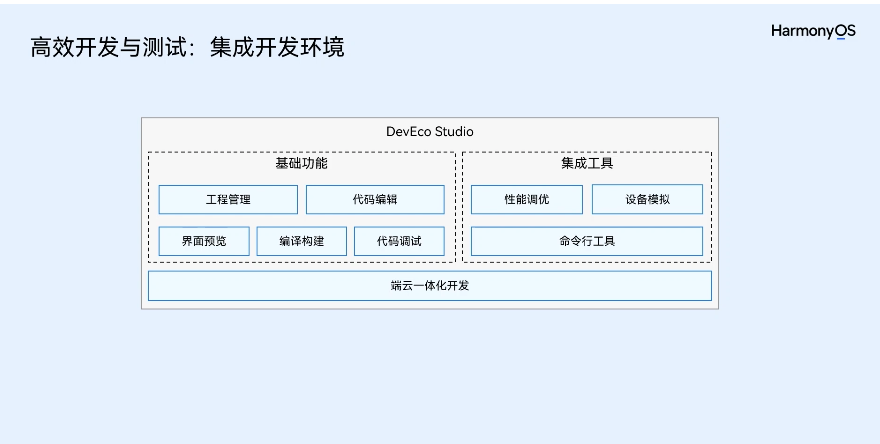 HarmonyOS
高效开发与测试：集成开发环境
DevEco Studio
基础功能
集成工具
工程管理
代码编辑
性能调优
设备模拟
界面预览
编译构建
代码调试
命令行工具
端云一体化开发